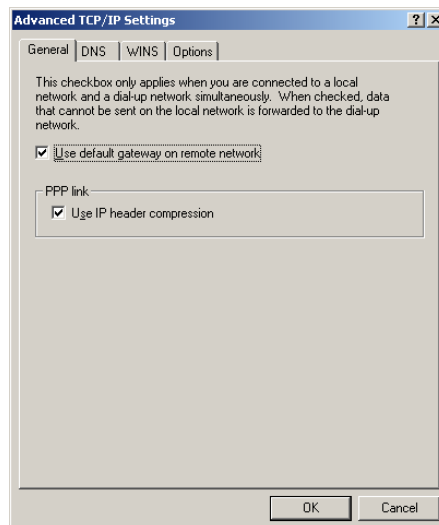 Advanced TCP/IP Settings
General DNS WINS Options
This checkbox only applies when you are connected to a local
network and a dial-up network simultaneously. When checked, data
that cannot be sent on the local network is forwarded to the dial-up
network.
Use default gateway on remote network
PPP link
Use IP header compression
OK Cancel